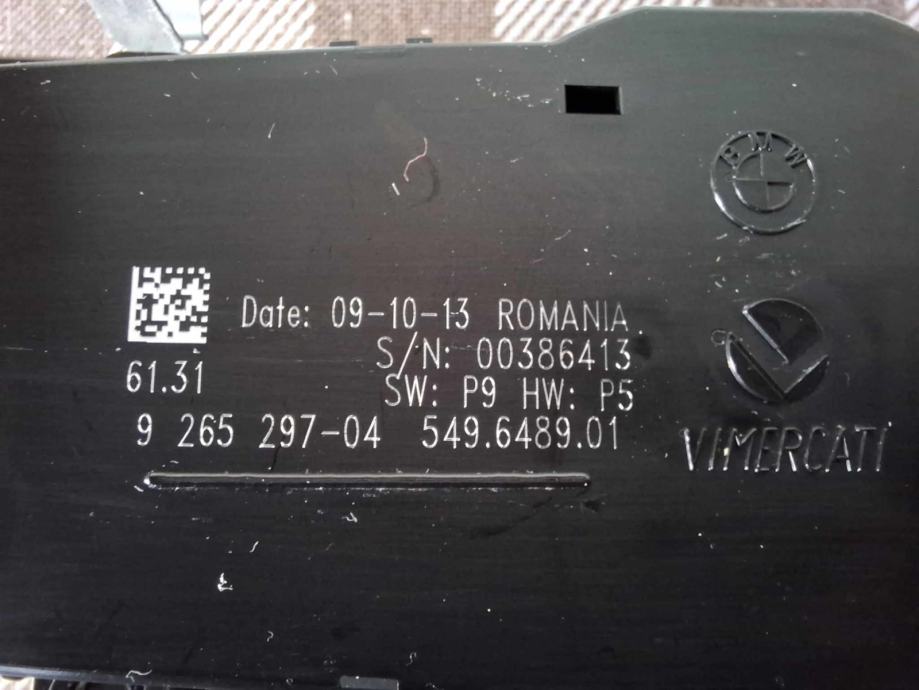 BMW
Date: 09-10-13 ROMANIA
S/N: 00386413
61.31
SW: P9 HW: P5
9 265 297-04 549.6489.01
VIMERCATI